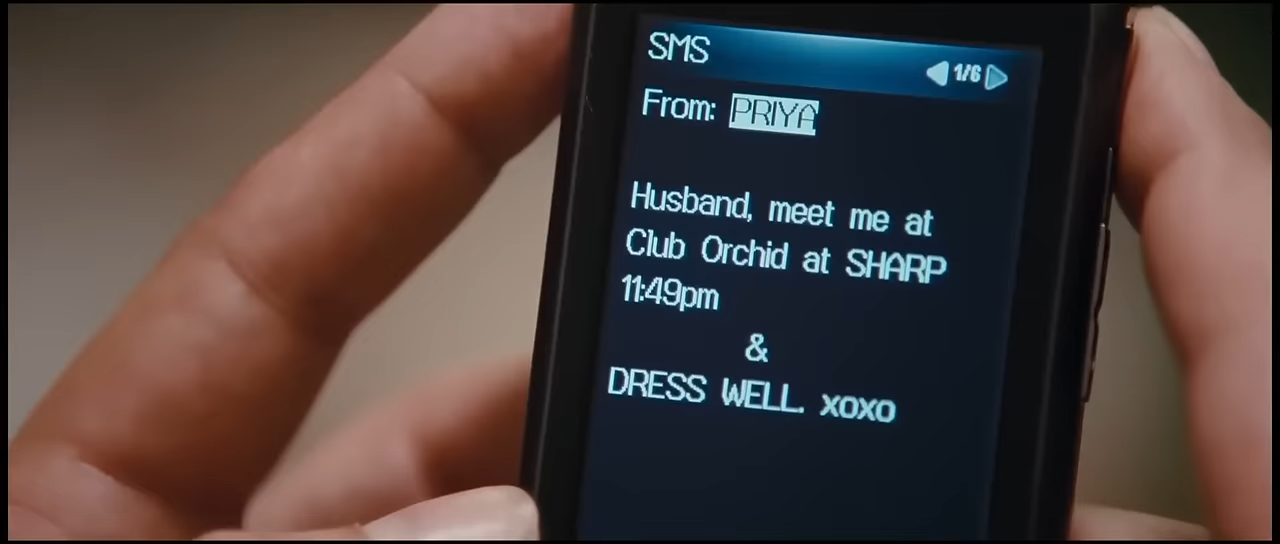 SMS
1/6
From: PRIYA
Husband, meet me at
Club Orchid at SHARP
11:49pm
&
DRESS WELL. xoxo